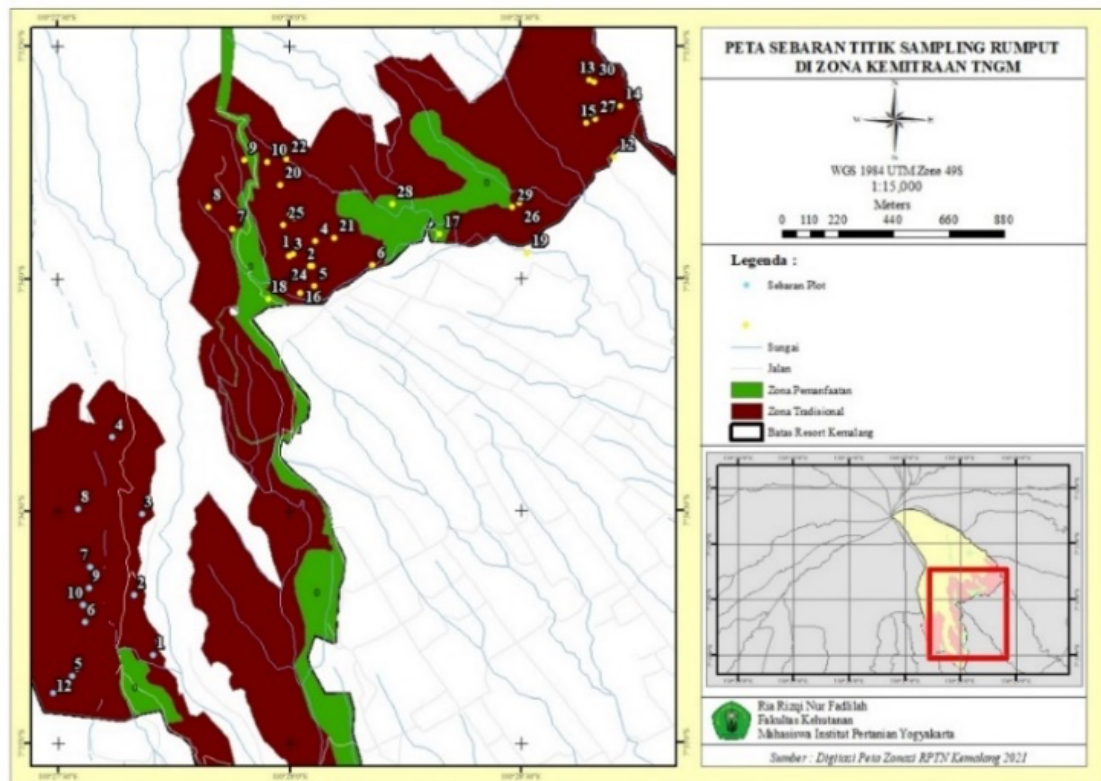 PETA SEBARAN TITIK SAMPLING RUMPUT
DI ZONA KEMITRAAN TNGM
W E
WGS 1984 UTM Zone 49S
1:15,000
Meters
0 110 220 440 660 880
Legenda :
Sebaran Plot
Sungai
Jalan
Zona Pemanfaatan
Zona Tradisional
Batas Resort Kemalang
Ria Rizqi Nur Fadlilah
Fakultas Kehutanan
Mahasiswa Institut Pertanian Yogyakarta
Sumber : Digitasi Peta Zonasi RPTN Kemalang 2021
13 30
14
15 27
12
9 10 22
20
8
28
29
26
7
25
17
4 21
1 3
2
19
6
24 5
18 16
4
8
3
7
9
10
2
6
1
5
12